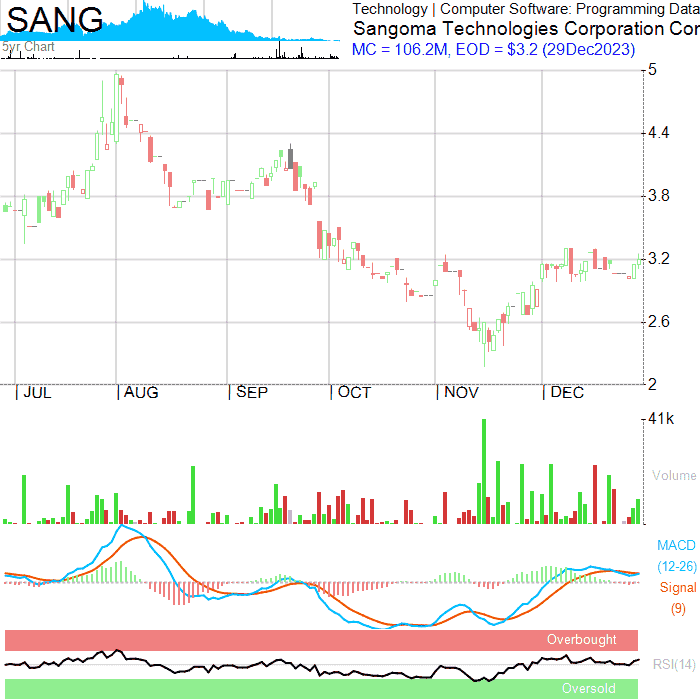 SANG
5yr Chart
Technology | Computer Software: Programming Data
Sangoma Technologies Corporation Cor
MC = 106.2M, EOD = $3.2 (29Dec2023)
5
4.4
3.8
3.2
2.6
2
JUL
AUG
SEP
OCT
NOV
DEC
41k
Volume
MACD
(12-26)
Signal
(9)
Overbought
RSI(14)
Oversold